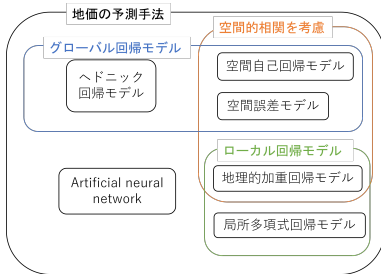 地価の予測手法
空間的相関を考慮
グローバル回帰モデル
ヘドニック
回帰モデル
空間自己回帰モデル
空間誤差モデル
ローカル回帰モデル
Artificial neural
network
地理的加重回帰モデル
局所多項式回帰モデル